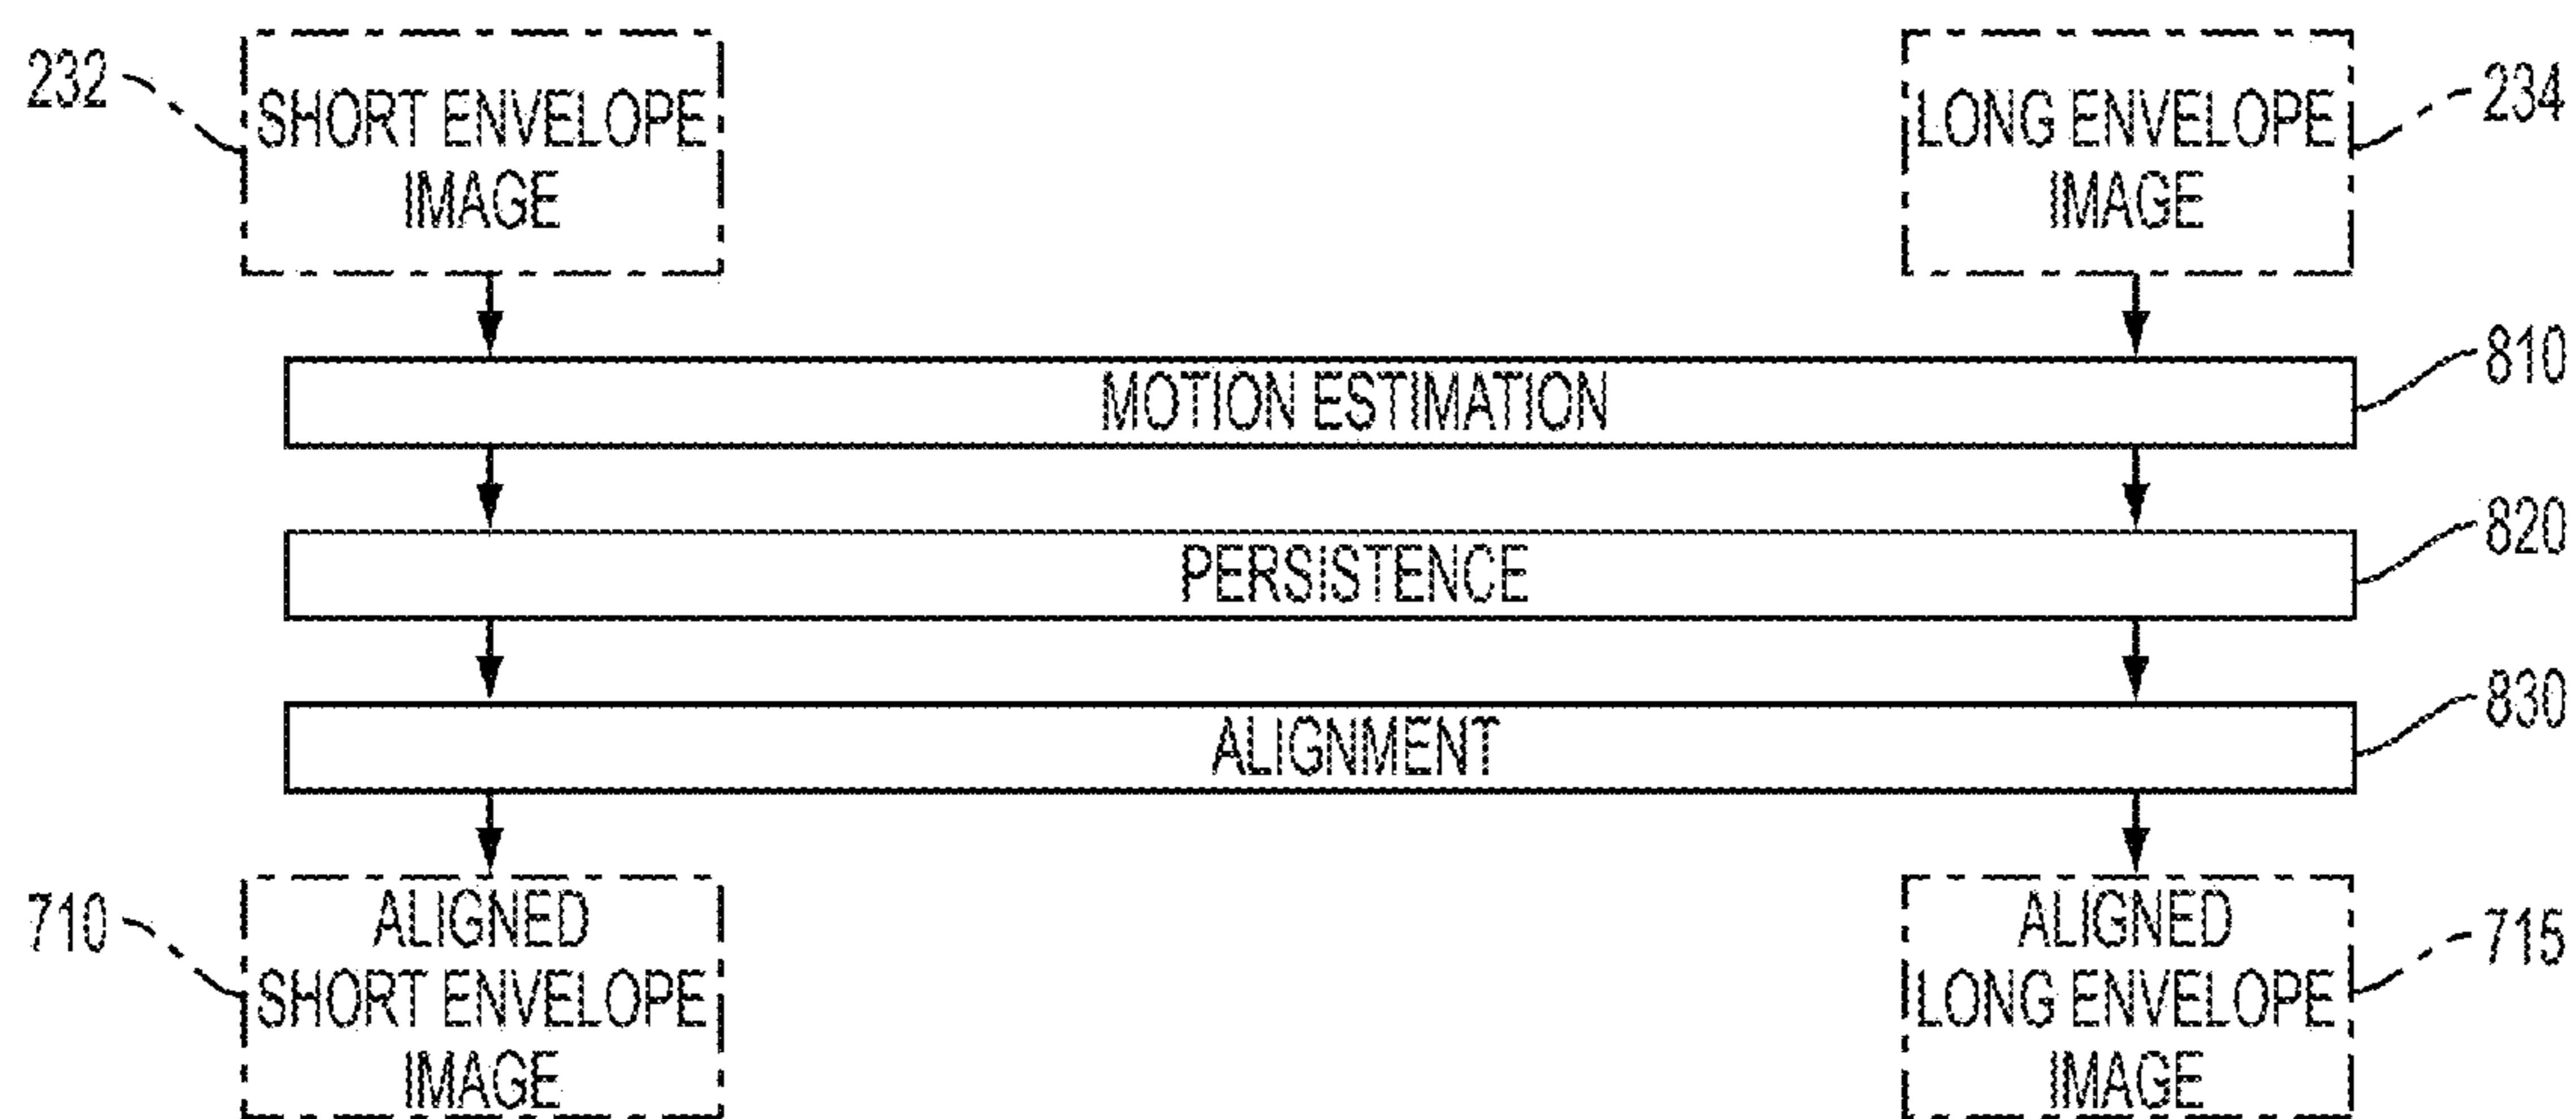 232
SHORT ENVELOPE
IMAGE
LONG ENVELOPE
IMAGE
234
MOTION ESTIMATION
810
PERSISTENCE
820
ALIGNMENT
830
710
ALIGNED
SHORT ENVELOPE
IMAGE
ALIGNED
LONG ENVELOPE
IMAGE
715